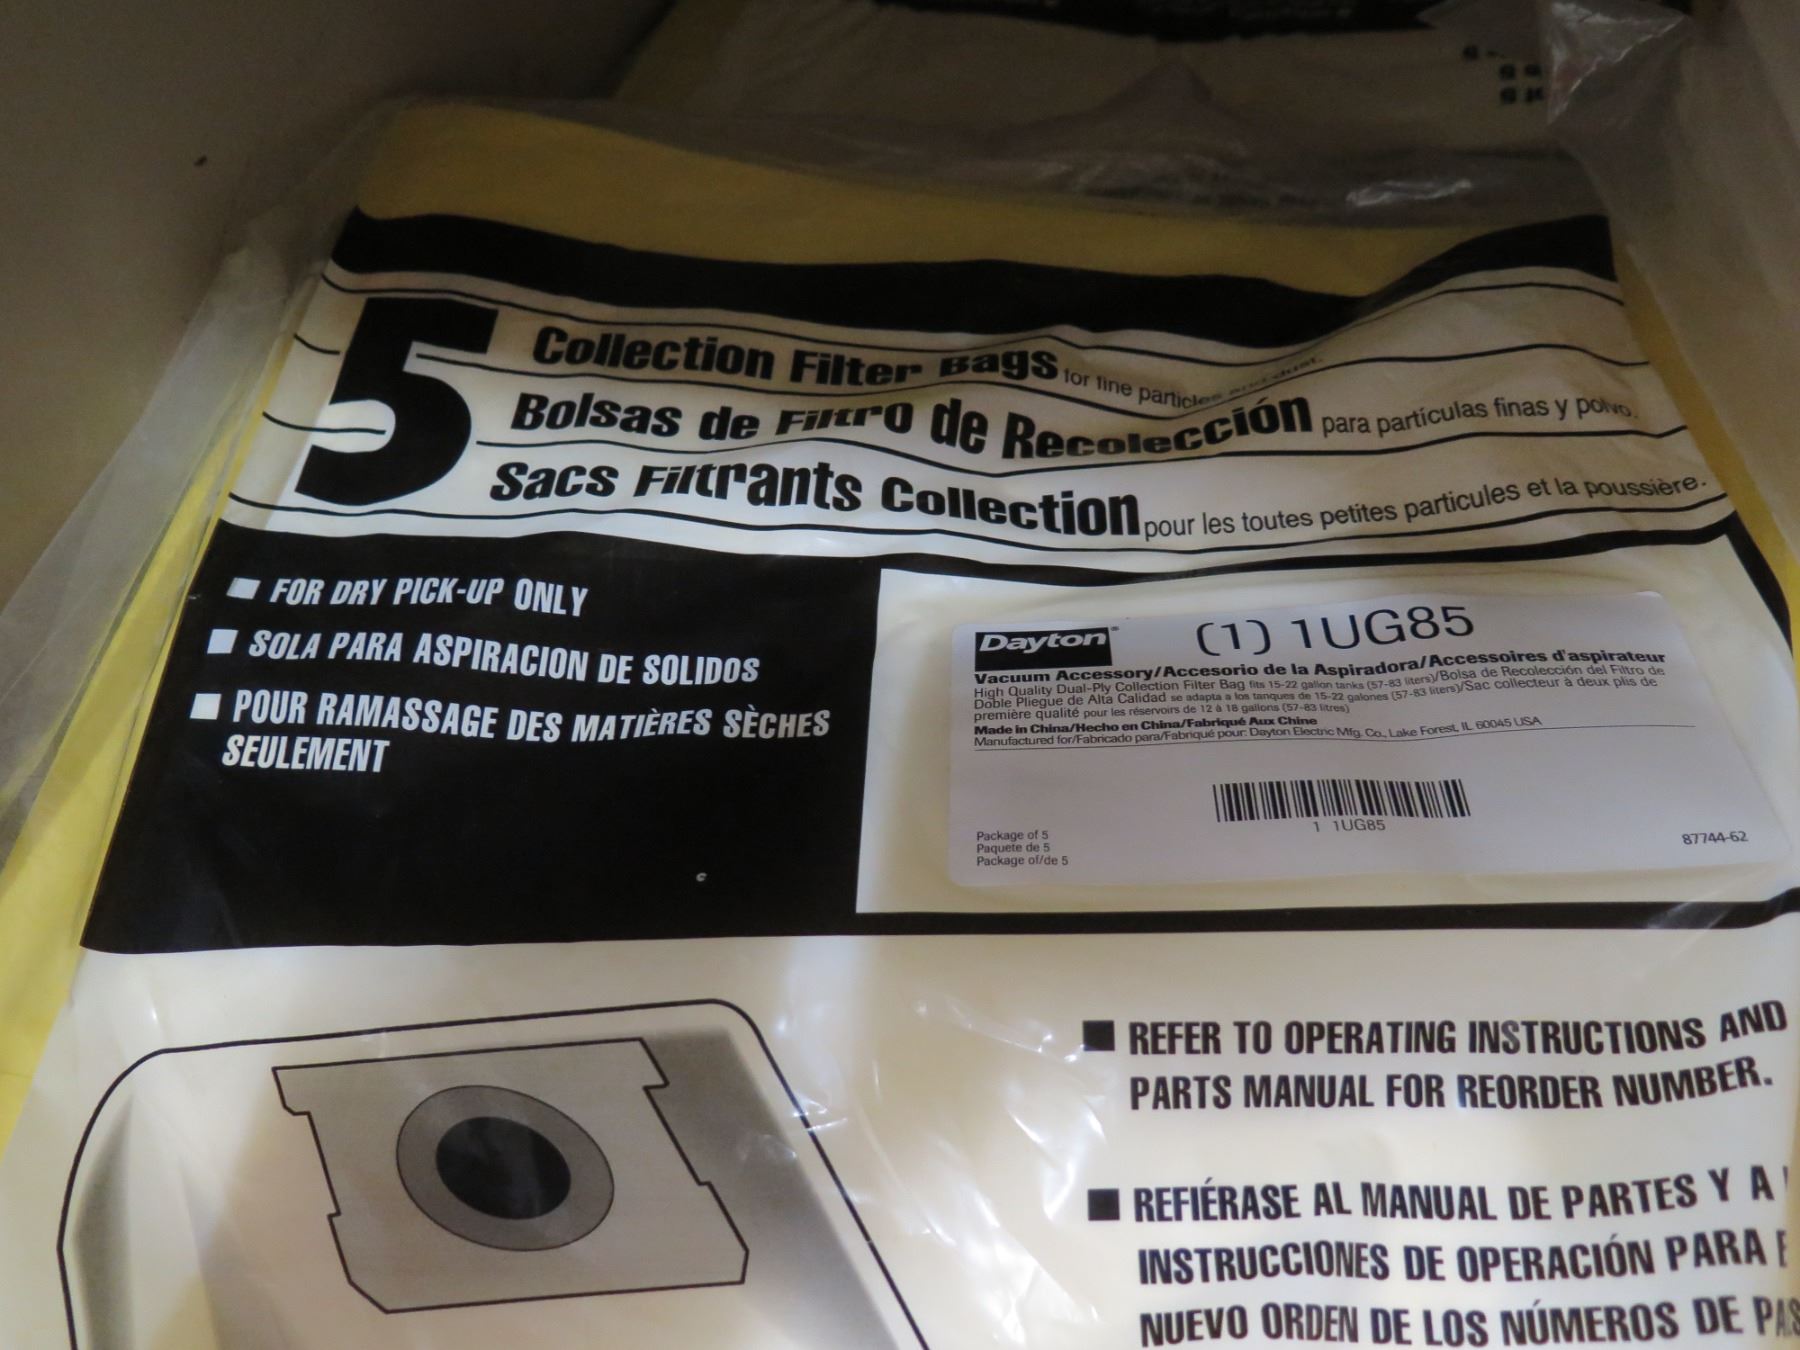 5
Collection Filter Bags for fine particles and dust.
Bolsas de Filtro de Recolección para partículas finas y polvo.
Sacs Filtrants Collection pour les toutes petites particules et la poussière.
FOR DRY PICK-UP ONLY
SOLA PARA ASPIRACION DE SOLIDOS
POUR RAMASSAGE DES MATIÈRES SÈCHES
SEULEMENT
Dayton® (1) 1UG85
Vacuum Accessory/Accesorio de la Aspiradora/Accessoires d'aspirateur
High Quality Dual-Ply Collection Filter Bag fits 15-22 gallon tanks (57-83 liters)/Bolsa de Recolección del Filtro de
Doble Pliegue de Alta Calidad se adapta a los tanques de 15-22 galones (57-83 liters)/Sac collecteur à deux plis de
première qualité pour les réservoirs de 12 à 18 gallons (57-83 litres)
Made in China/Hecho en China/Fabriqué Aux Chine
Manufactured for/Fabricado para/Fabriqué pour: Dayton Electric Mfg. Co., Lake Forest, IL 60045 USA
1 1UG85
Package of 5
Paquete de 5
Package of/de 5
87744-62
REFER TO OPERATING INSTRUCTIONS AND
PARTS MANUAL FOR REORDER NUMBER.
REFIÉRASE AL MANUAL DE PARTES Y A
INSTRUCCIONES DE OPERACIÓN PARA
NUEVO ORDEN DE LOS NÚMEROS DE